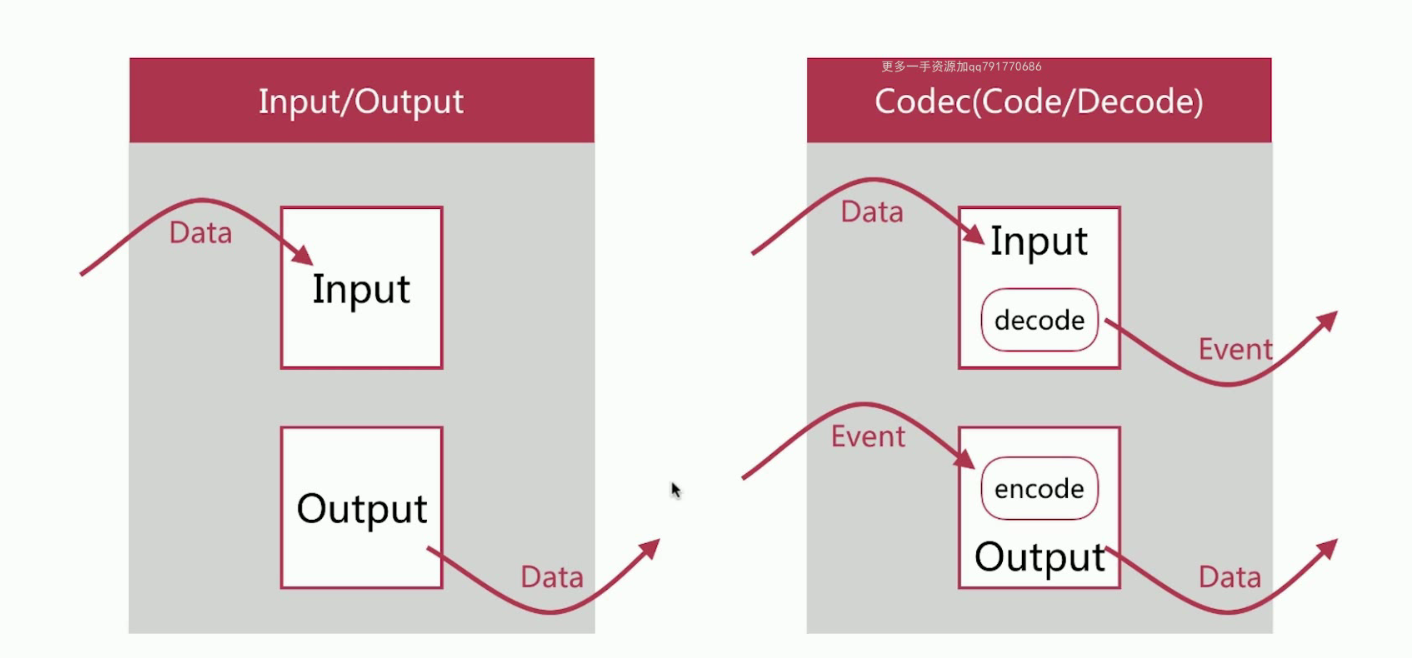 Input/Output
Data
Input
Output
Data
更多一手资源加qq791770686
Codec(Code/Decode)
Data
Input
decode
Event
Event
encode
Output
Data